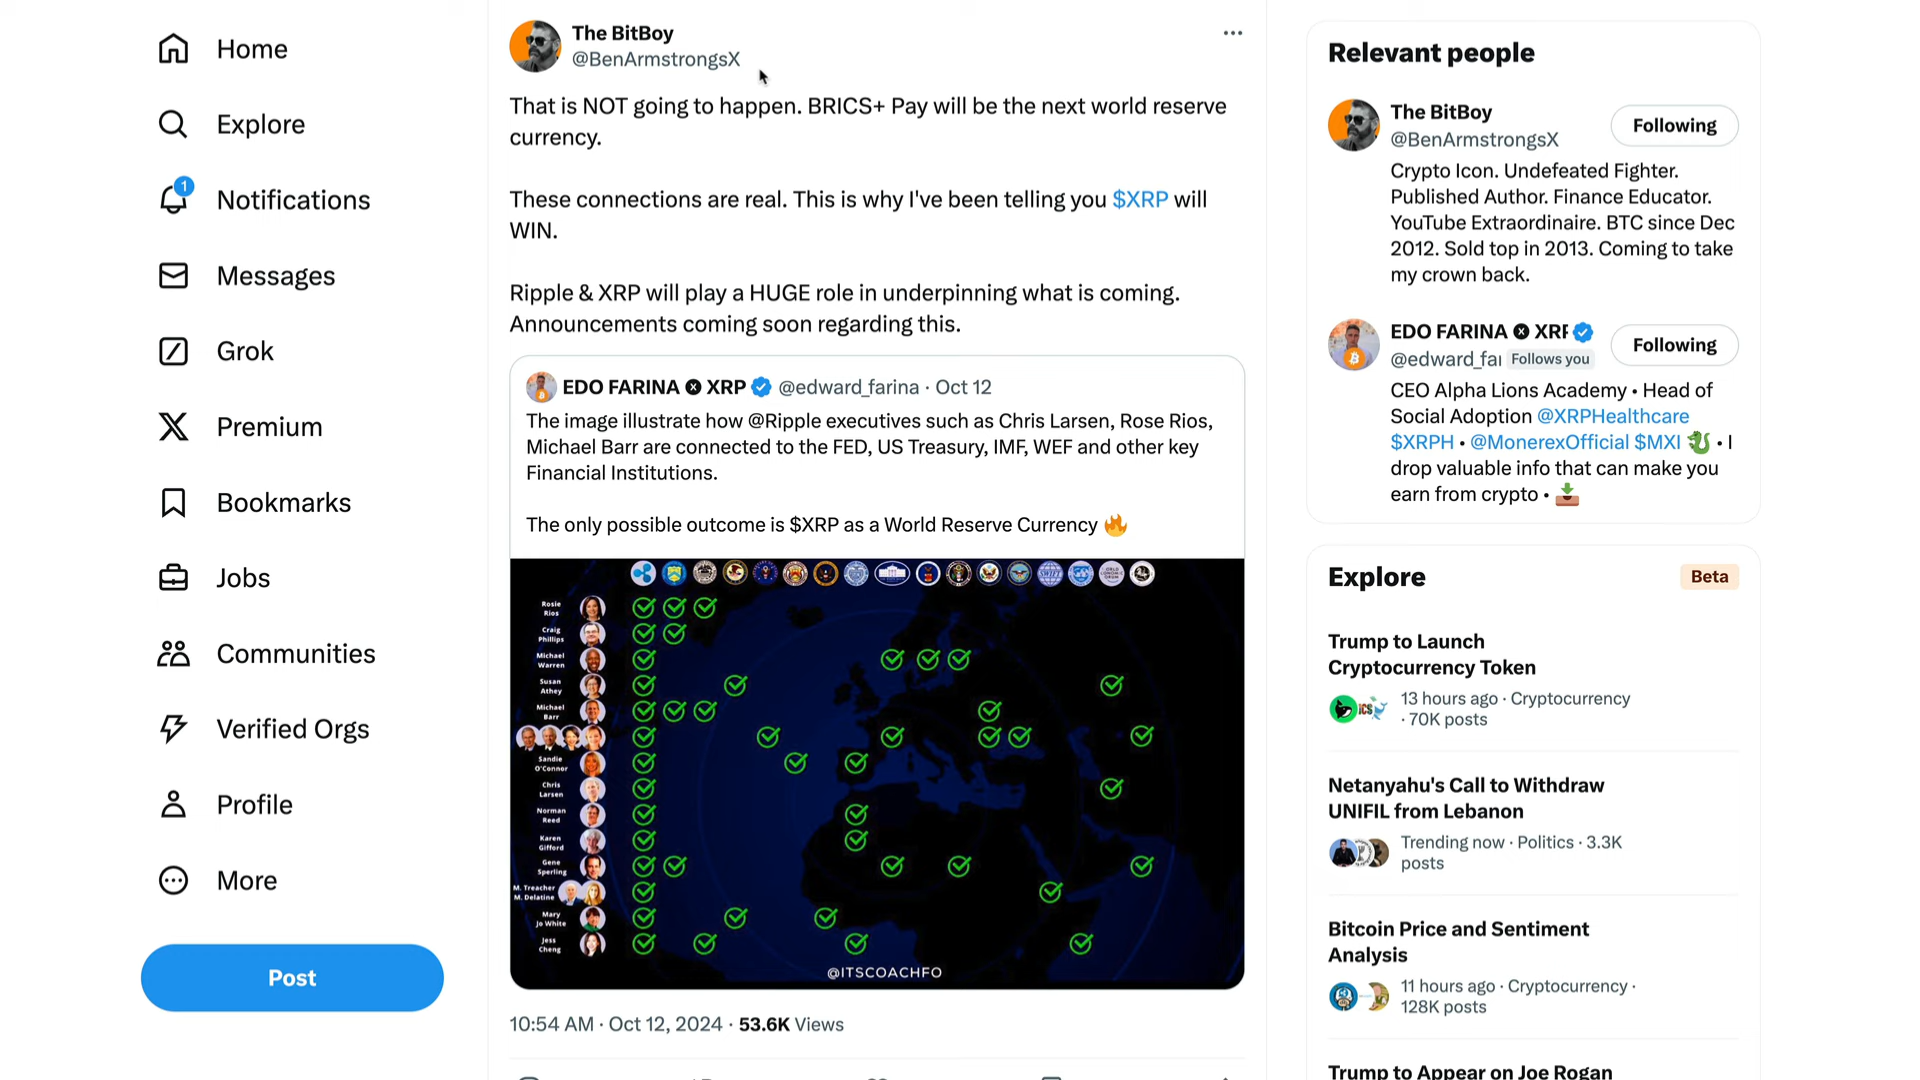 Home
Explore
1
Notifications
Messages
Grok
Premium
Bookmarks
Jobs
Communities
Verified Orgs
Profile
More
Post
The BitBoy
@BenArmstrongsX
That is NOT going to happen. BRICS+ Pay will be the next world reserve
currency.
These connections are real. This is why I've been telling you $XRP will
WIN.
Ripple & XRP will play a HUGE role in underpinning what is coming.
Announcements coming soon regarding this.
EDO FARINA 🅧 XRP @edward_farina · Oct 12
The image illustrate how @Ripple executives such as Chris Larsen, Rose Rios,
Michael Barr are connected to the FED, US Treasury, IMF, WEF and other key
Financial Institutions.
The only possible outcome is $XRP as a World Reserve Currency 🔥
Rosie
Rios
Craig
Phillips
Michael
Warren
Susan
Athey
Michael
Barr
Sandie
O'Connor
Chris
Larsen
Norman
Reed
Karen
Gifford
Gene
Sperling
M. Treacher
M. Delatine
Mary
Jo White
Jess
Cheng
@ITSCOACHFO
10:54 AM · Oct 12, 2024 · 53.6K Views
Relevant people
The BitBoy
@BenArmstrongsX
Following
Crypto Icon. Undefeated Fighter.
Published Author. Finance Educator.
YouTube Extraordinaire. BTC since Dec
2012. Sold top in 2013. Coming to take
my crown back.
EDO FARINA 🅧 XRP
@edward_fai Follows you
Following
CEO Alpha Lions Academy • Head of
Social Adoption @XRPHealthcare
$XRPH • @MonerexOfficial $MXI 🐉 • I
drop valuable info that can make you
earn from crypto • 📥
Explore
Beta
Trump to Launch
Cryptocurrency Token
13 hours ago · Cryptocurrency
· 70K posts
Netanyahu's Call to Withdraw
UNIFIL from Lebanon
Trending now · Politics · 3.3K
posts
Bitcoin Price and Sentiment
Analysis
11 hours ago · Cryptocurrency ·
128K posts
Trump to Appear on Joe Rogan